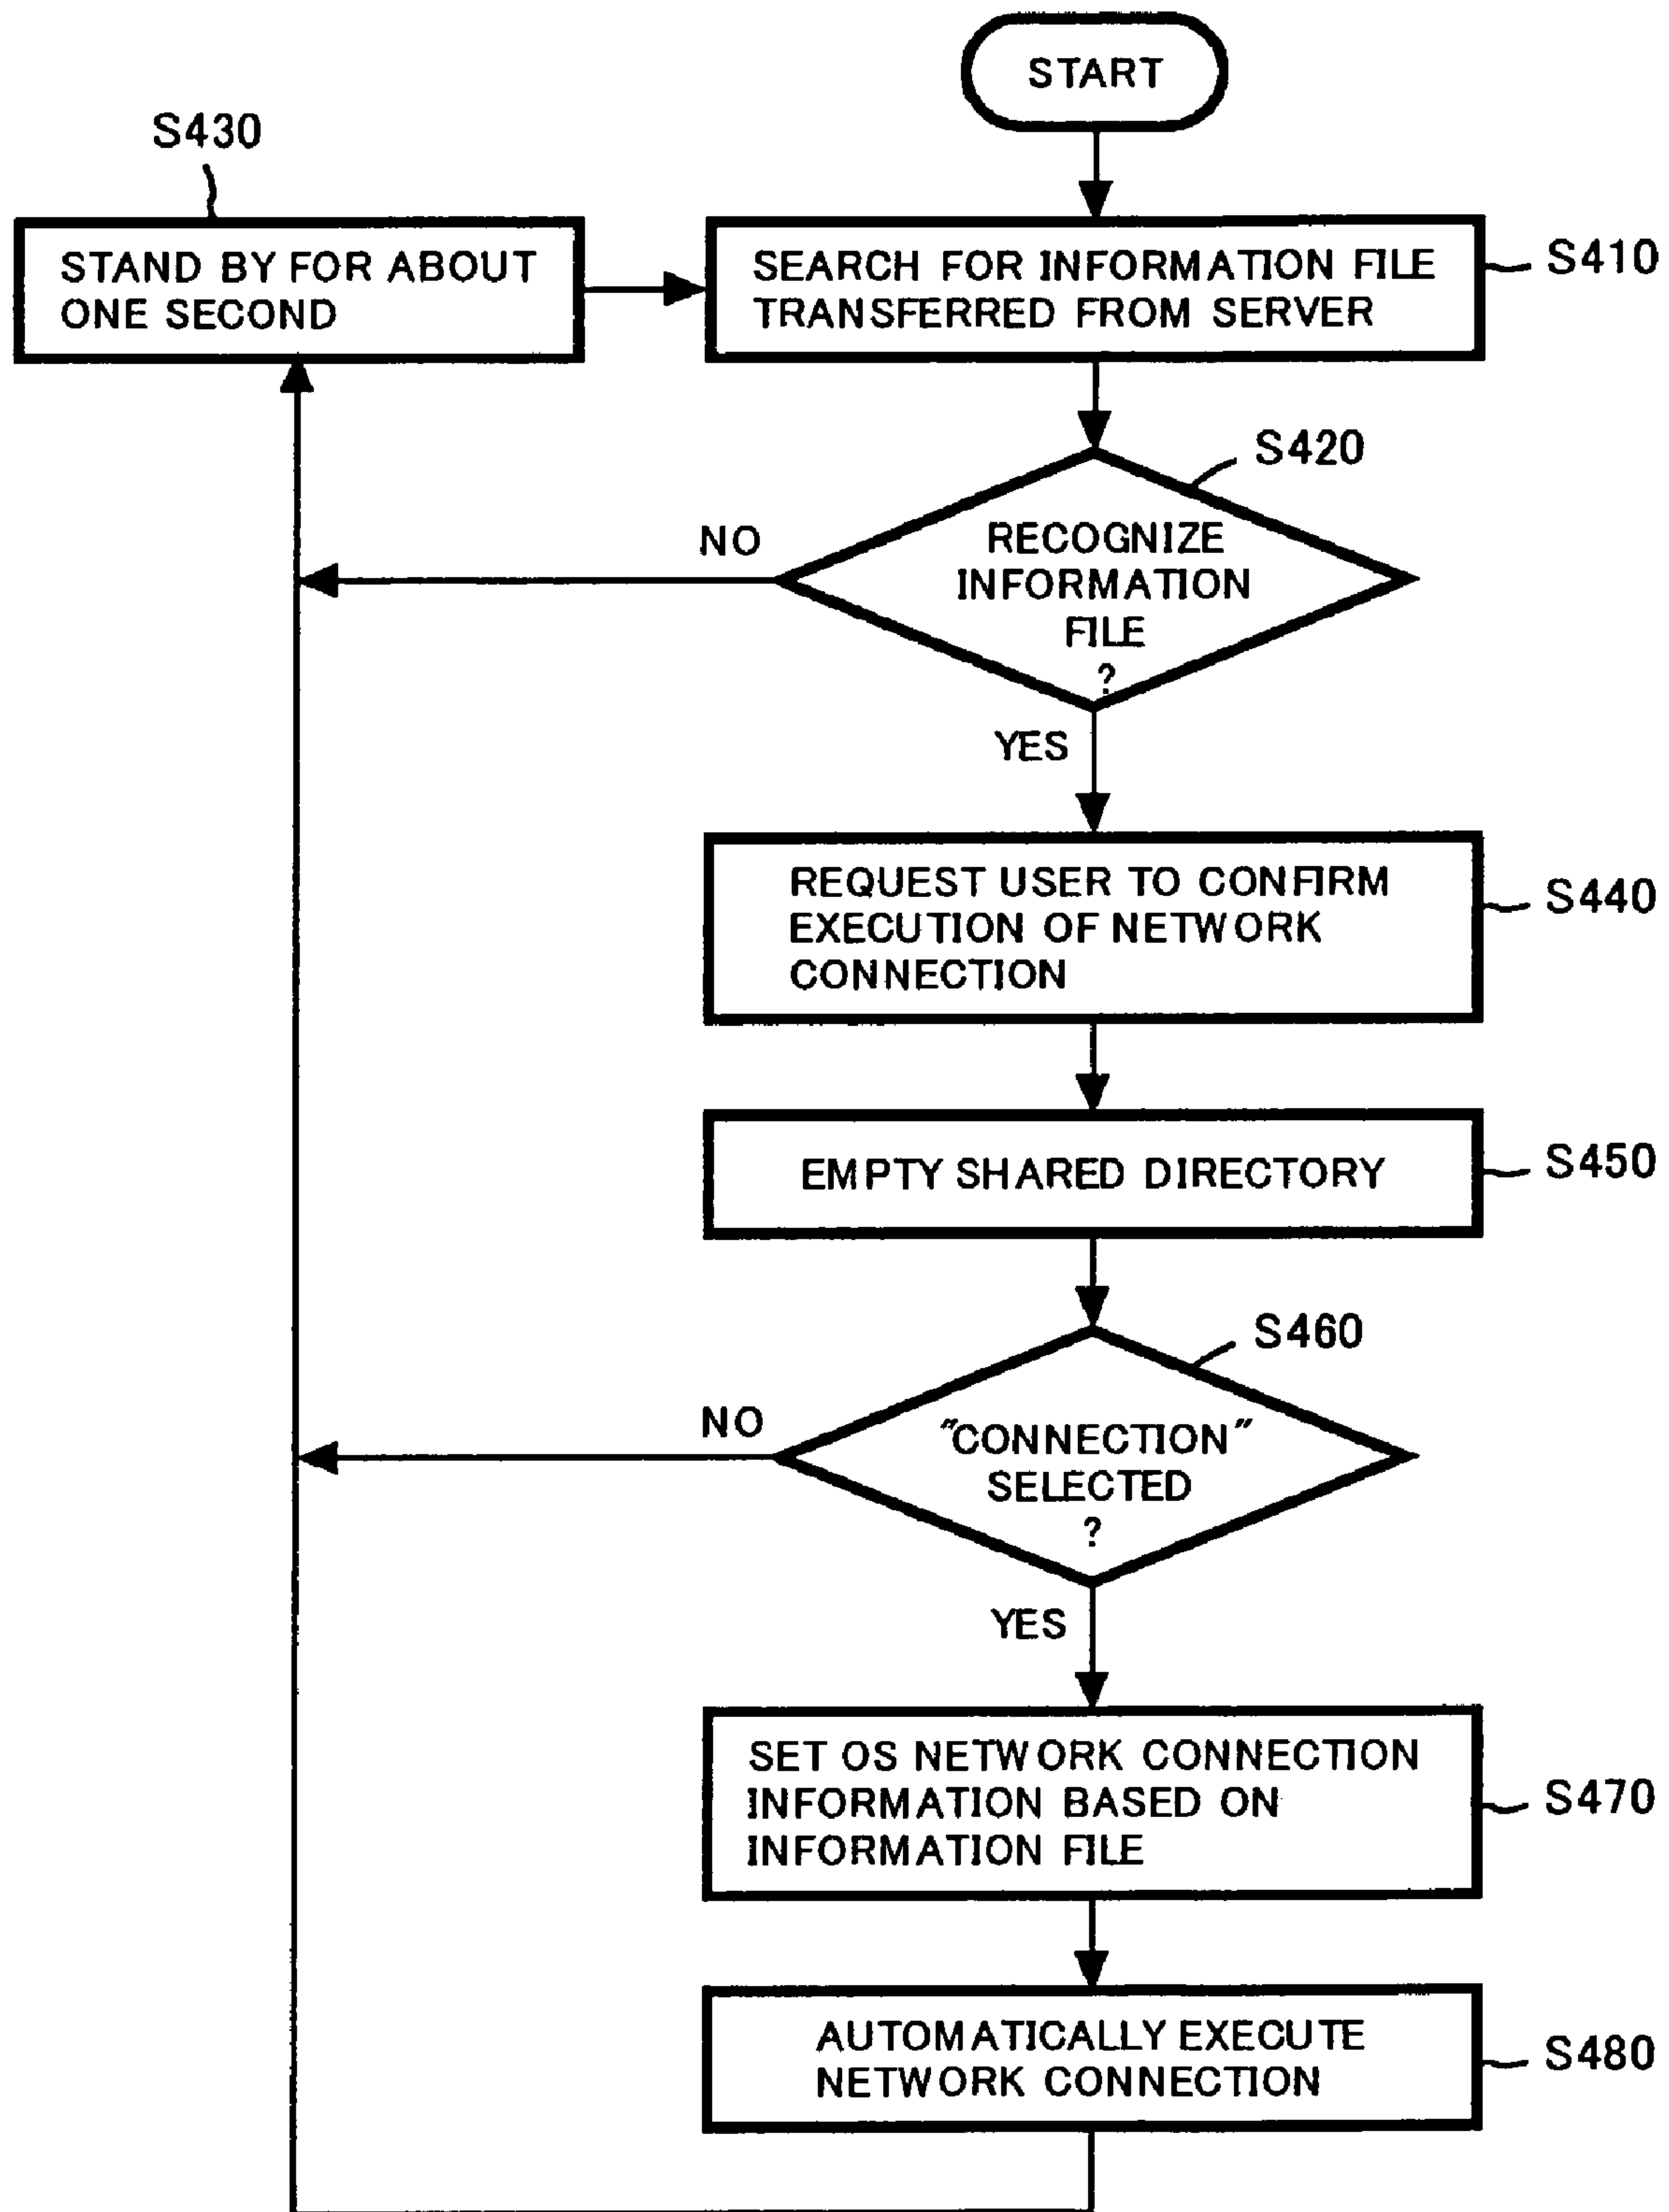 START
S430
STAND BY FOR ABOUT
ONE SECOND
SEARCH FOR INFORMATION FILE
TRANSFERRED FROM SERVER
S410
S420
NO
RECOGNIZE
INFORMATION
FILE
?
YES
REQUEST USER TO CONFIRM
EXECUTION OF NETWORK
CONNECTION
S440
EMPTY SHARED DIRECTORY
S450
S460
NO
"CONNECTION"
SELECTED
?
YES
SET OS NETWORK CONNECTION
INFORMATION BASED ON
INFORMATION FILE
S470
AUTOMATICALLY EXECUTE
NETWORK CONNECTION
S480